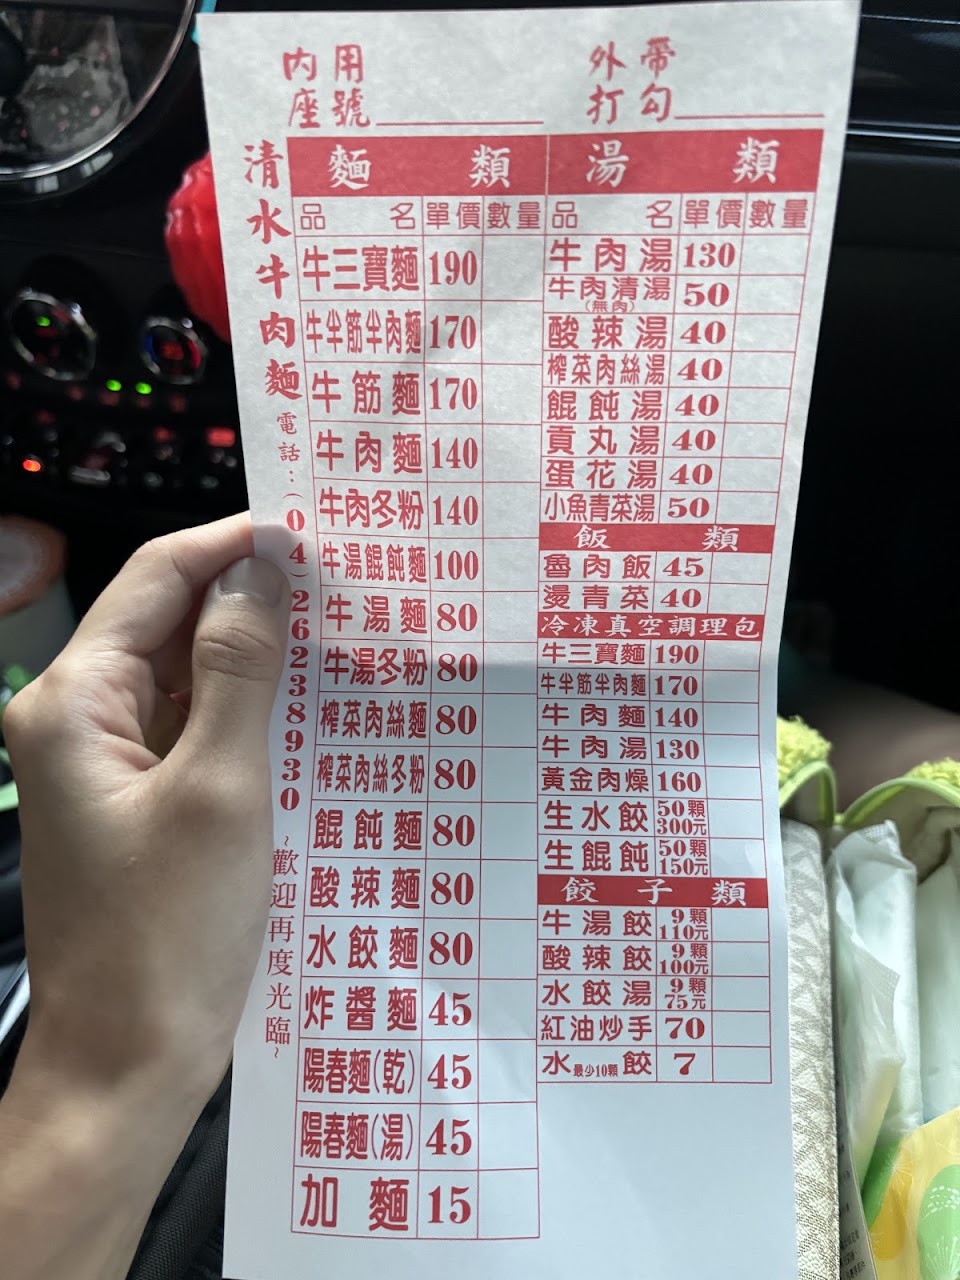 內用
座號
外帶
打勾
清水牛肉麵
電話:(04)26238930
~歡迎再度光臨~
麵類
品名 單價 數量
牛三寶麵 190
牛半筋半肉麵 170
牛筋麵 170
牛肉麵 140
牛肉冬粉 140
牛湯餛飩麵 100
牛湯麵 80
牛湯冬粉 80
榨菜肉絲麵 80
榨菜肉絲冬粉 80
餛飩麵 80
酸辣麵 80
水餃麵 80
炸醬麵 45
陽春麵(乾) 45
陽春麵(湯) 45
加麵 15
湯類
品名 單價 數量
牛肉湯 130
牛肉清湯(無肉) 50
酸辣湯 40
榨菜肉絲湯 40
餛飩湯 40
貢丸湯 40
蛋花湯 40
小魚青菜湯 50
飯類
魯肉飯 45
燙青菜 40
冷凍真空調理包
牛三寶麵 190
牛半筋半肉麵 170
牛肉麵 140
牛肉湯 130
黃金肉燥 160
生水餃 50顆300元
生餛飩 50顆150元
餃子類
牛湯餃 9顆110元
酸辣餃 9顆100元
水餃湯 9顆75元
紅油炒手 70
水餃 最少10顆 7